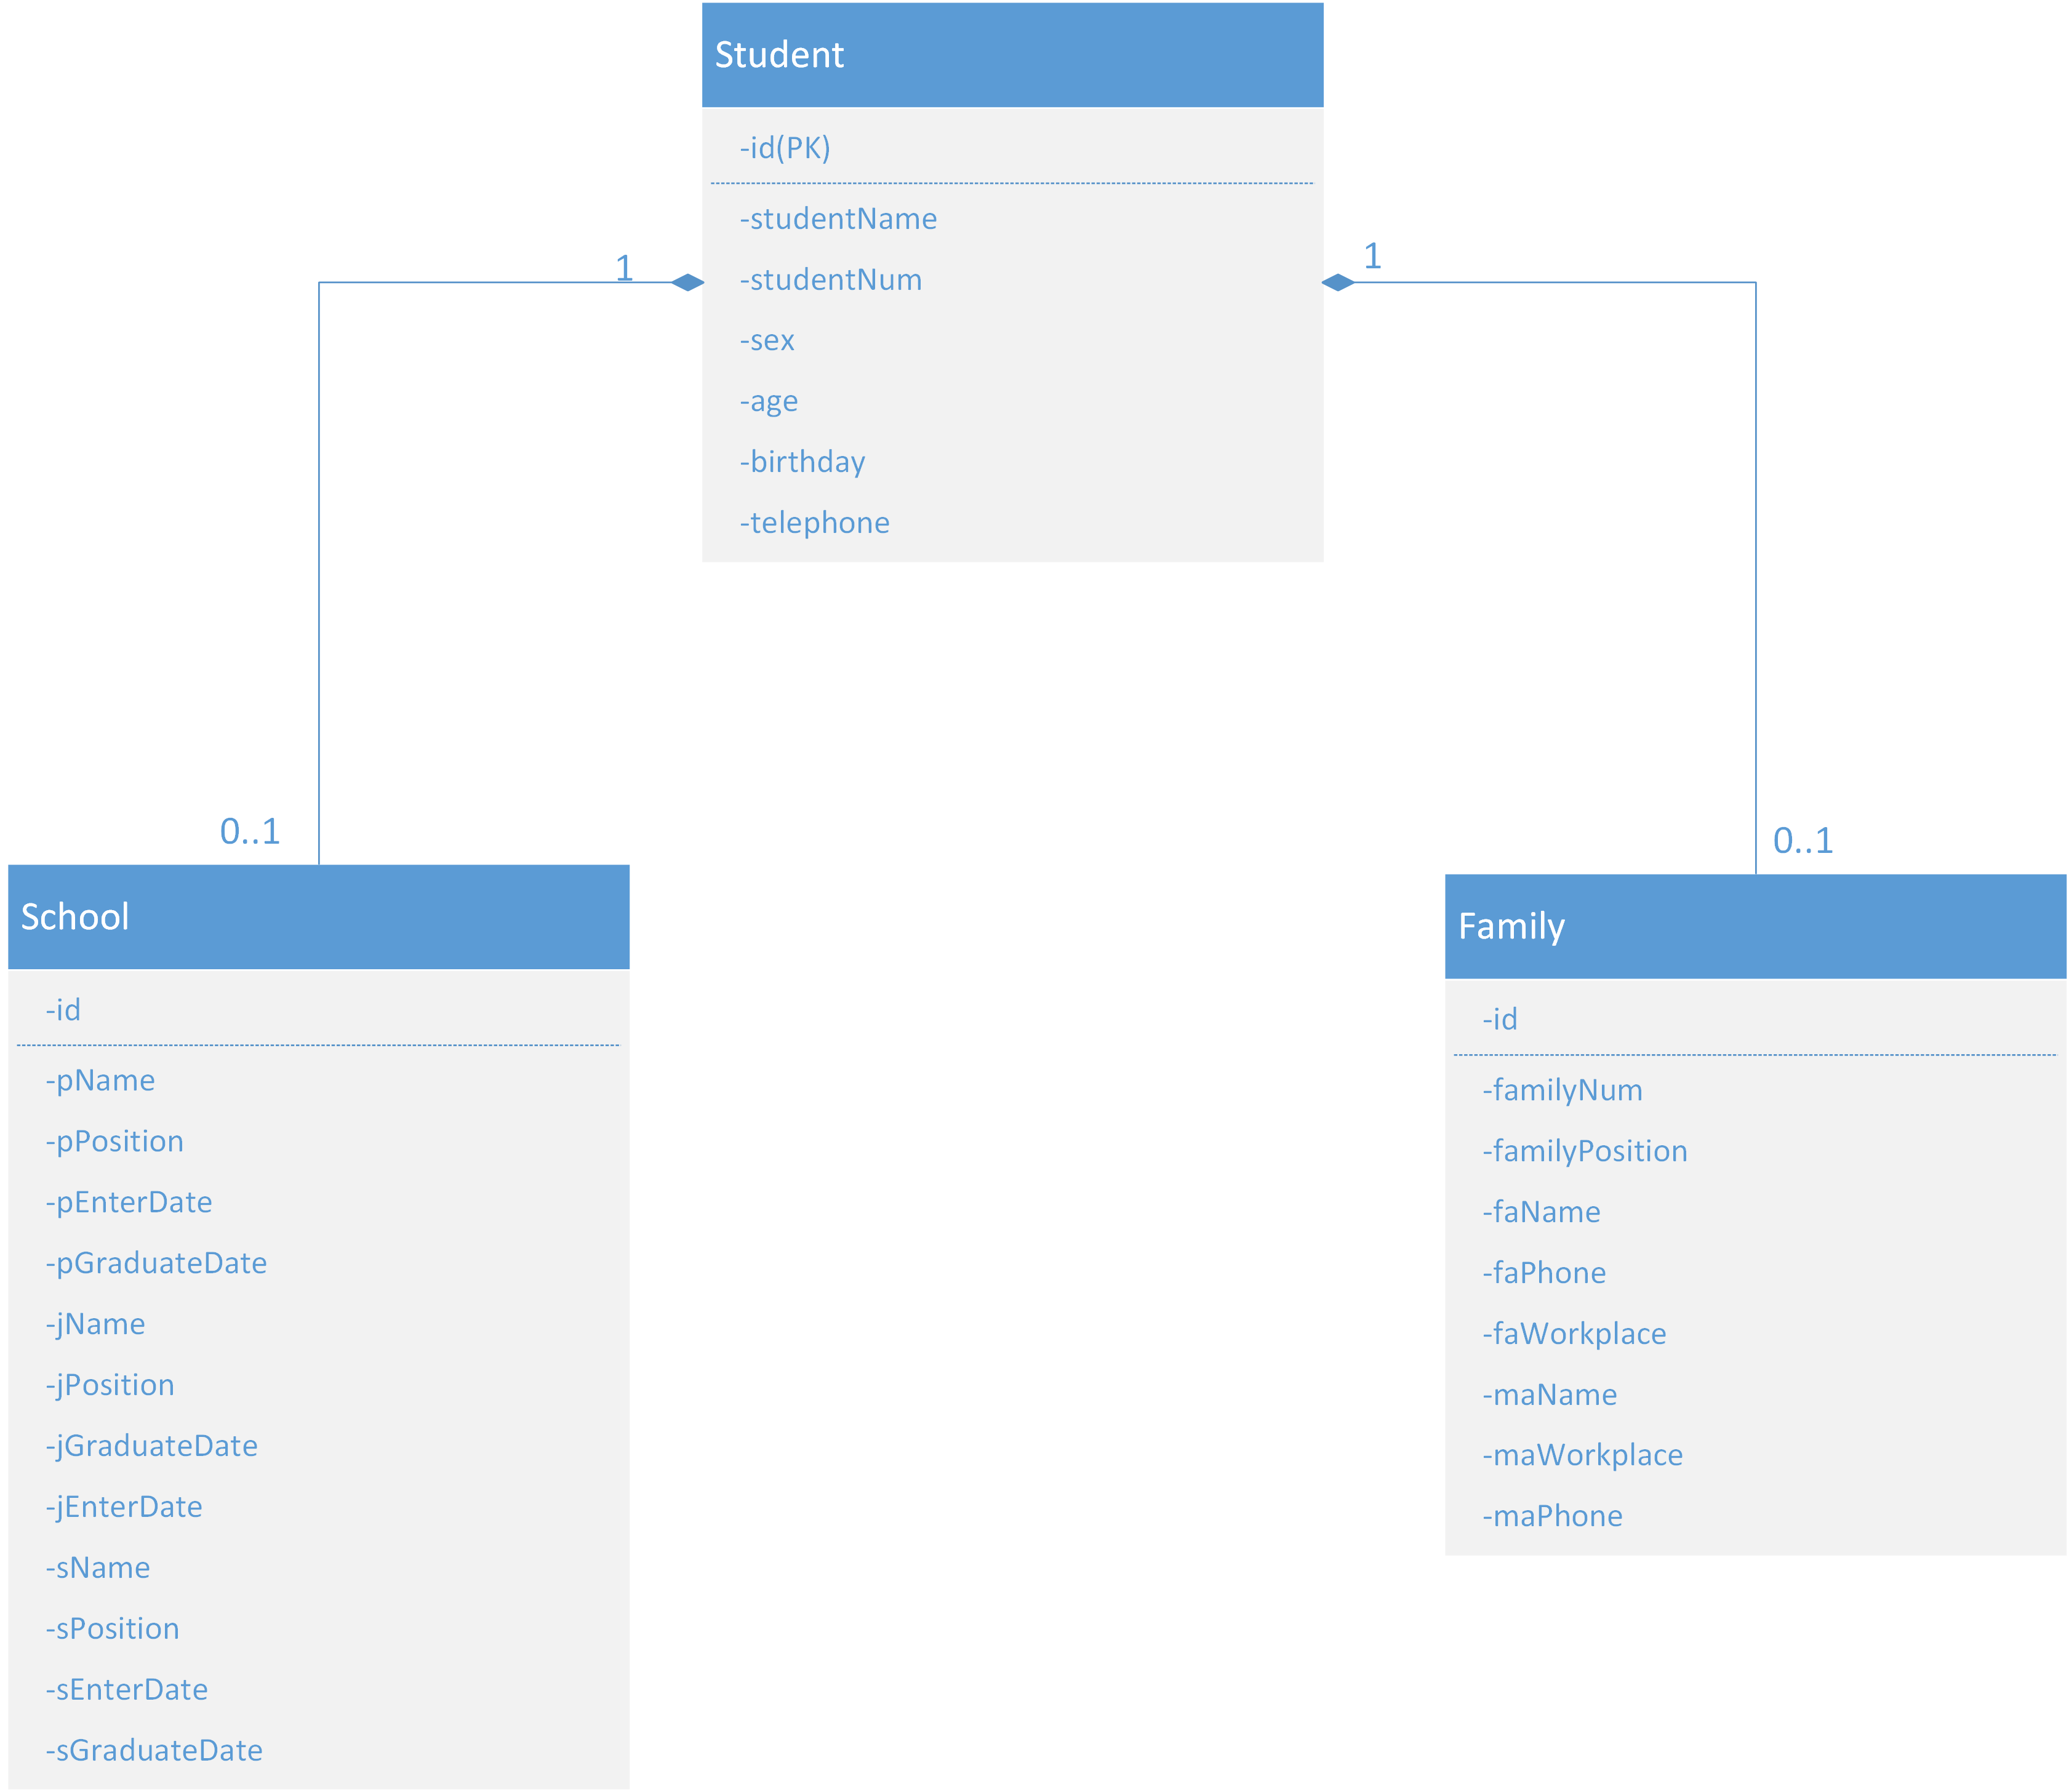 Student
-id(PK)
-studentName
-studentNum
-sex
-age
-birthday
-telephone
1
1
0..1
0..1
School
-id
-pName
-pPosition
-pEnterDate
-pGraduateDate
-jName
-jPosition
-jGraduateDate
-jEnterDate
-sName
-sPosition
-sEnterDate
-sGraduateDate
Family
-id
-familyNum
-familyPosition
-faName
-faPhone
-faWorkplace
-maName
-maWorkplace
-maPhone